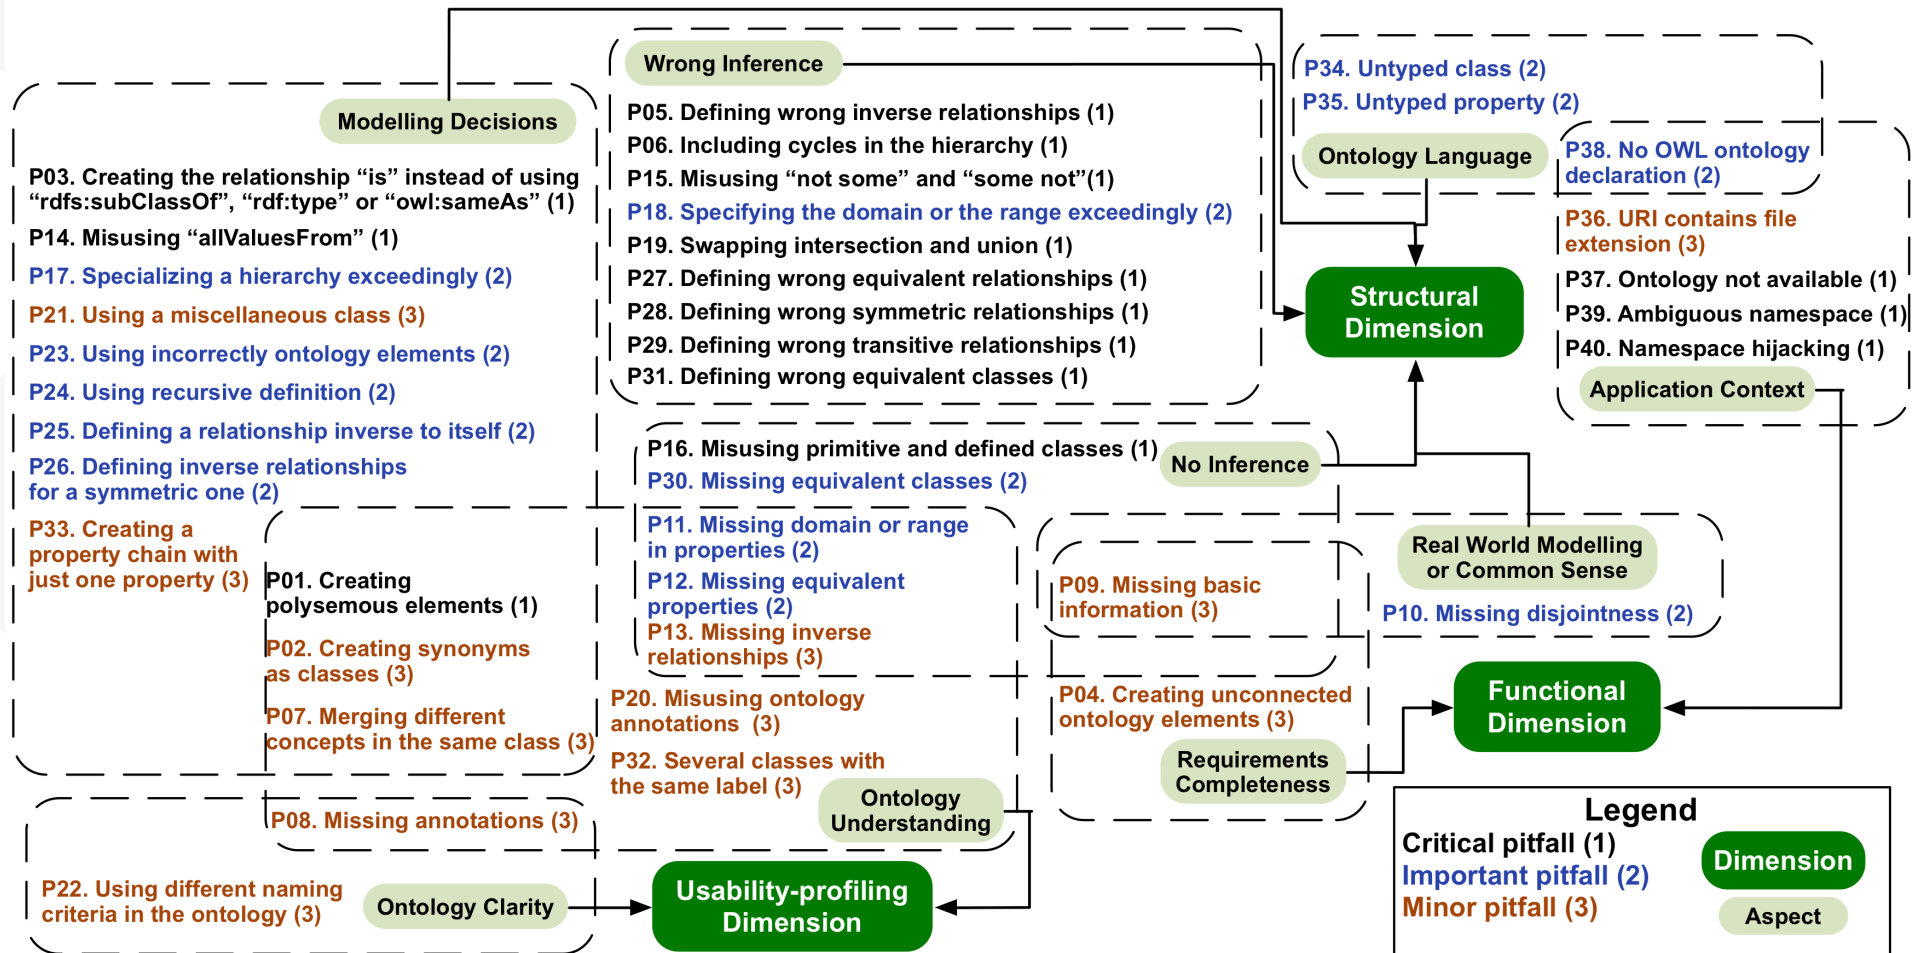 Modelling Decisions
P03. Creating the relationship “is” instead of using
“rdfs:subClassOf”, “rdf:type” or “owl:sameAs” (1)
P14. Misusing “allValuesFrom” (1)
P17. Specializing a hierarchy exceedingly (2)
P21. Using a miscellaneous class (3)
P23. Using incorrectly ontology elements (2)
P24. Using recursive definition (2)
P25. Defining a relationship inverse to itself (2)
P26. Defining inverse relationships
for a symmetric one (2)
P33. Creating a
property chain with
just one property (3)
P01. Creating
polysemous elements (1)
P02. Creating synonyms
as classes (3)
P07. Merging different
concepts in the same class (3)
P08. Missing annotations (3)
P22. Using different naming
criteria in the ontology (3)
Ontology Clarity
Wrong Inference
P05. Defining wrong inverse relationships (1)
P06. Including cycles in the hierarchy (1)
P15. Misusing “not some” and “some not”(1)
P18. Specifying the domain or the range exceedingly (2)
P19. Swapping intersection and union (1)
P27. Defining wrong equivalent relationships (1)
P28. Defining wrong symmetric relationships (1)
P29. Defining wrong transitive relationships (1)
P31. Defining wrong equivalent classes (1)
P16. Misusing primitive and defined classes (1)
No Inference
P30. Missing equivalent classes (2)
P11. Missing domain or range
in properties (2)
P12. Missing equivalent
properties (2)
P13. Missing inverse
relationships (3)
P20. Misusing ontology
annotations (3)
P32. Several classes with
the same label (3)
Ontology
Understanding
Usability-profiling
Dimension
P34. Untyped class (2)
P35. Untyped property (2)
Ontology Language
P38. No OWL ontology
declaration (2)
P36. URI contains file
extension (3)
P37. Ontology not available (1)
P39. Ambiguous namespace (1)
P40. Namespace hijacking (1)
Application Context
Structural
Dimension
Real World Modelling
or Common Sense
P09. Missing basic
information (3)
P10. Missing disjointness (2)
P04. Creating unconnected
ontology elements (3)
Requirements
Completeness
Functional
Dimension
Legend
Critical pitfall (1)
Important pitfall (2)
Minor pitfall (3)
Dimension
Aspect